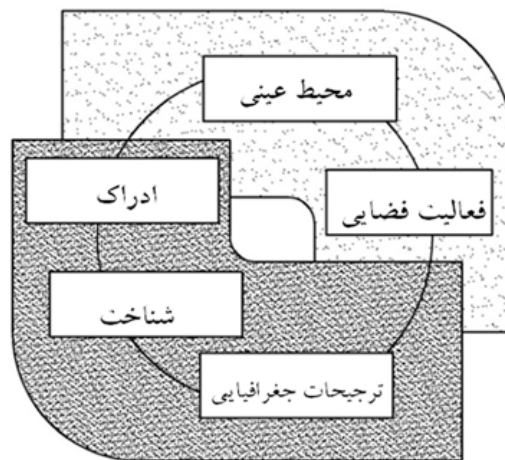 محیط عینی
ادراک
فعالیت فضایی
شناخت
ترجیحات جغرافیایی